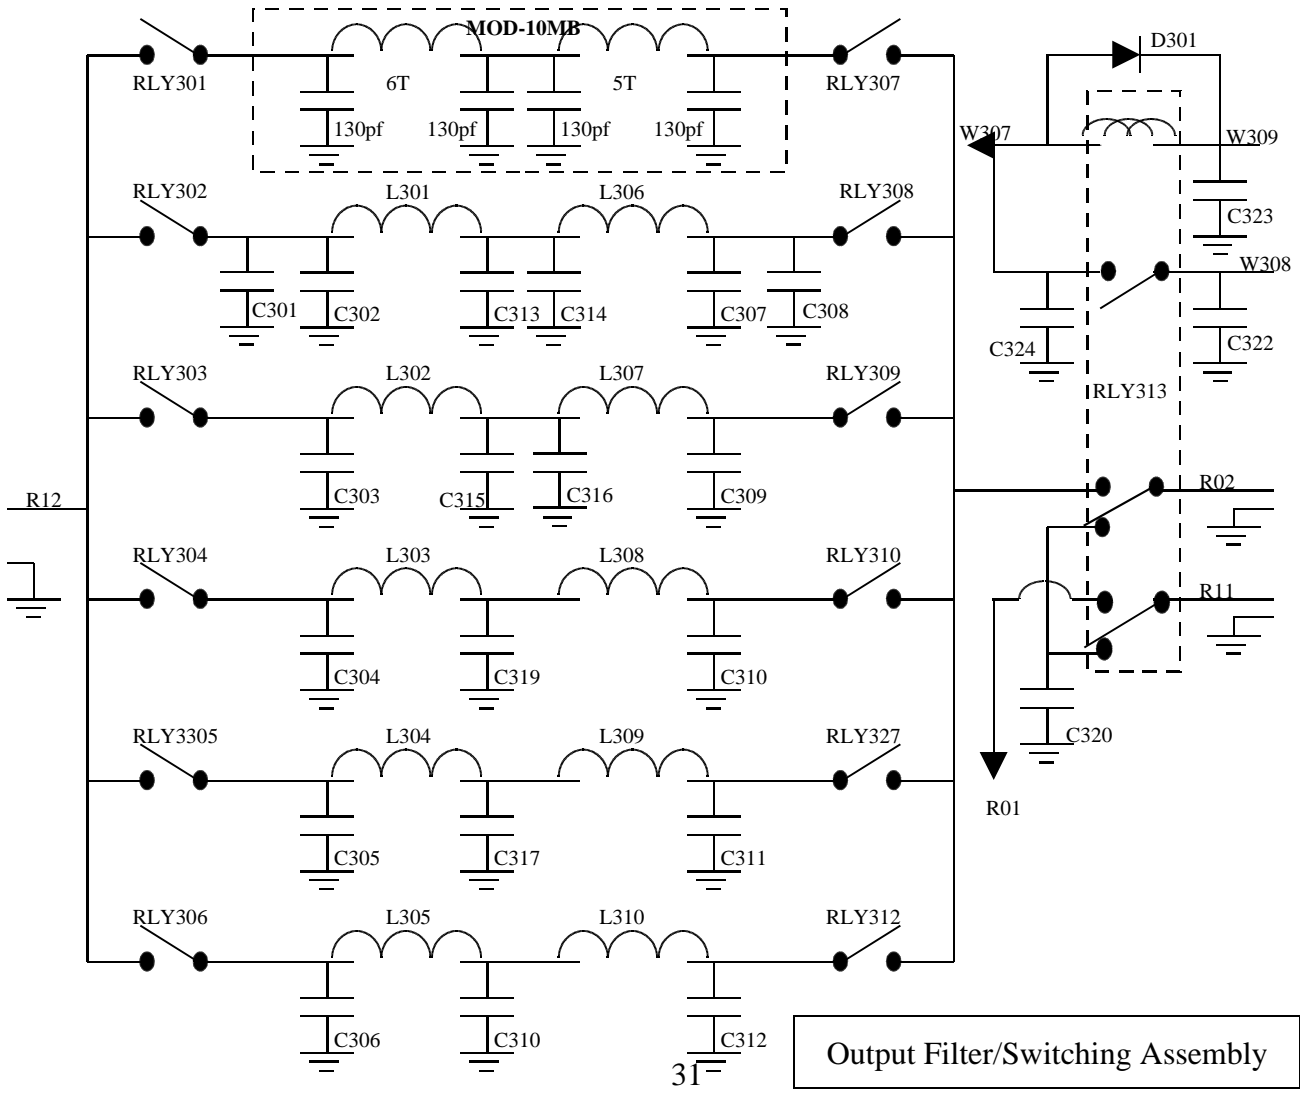 MOD-10MB
D301
RLY301
6T
5T
RLY307
130pf
130pf
130pf
130pf
W307
W309
RLY302
L301
L306
RLY308
C323
W308
C301
C302
C313
C314
C307
C308
C324
C322
RLY303
L302
L307
RLY309
RLY313
C303
C315
C316
C309
R02
R12
RLY304
L303
L308
RLY310
R11
C304
C319
C310
RLY3305
L304
L309
RLY327
C320
R01
C305
C317
C311
RLY306
L305
L310
RLY312
C306
C310
C312
Output Filter/Switching Assembly
31